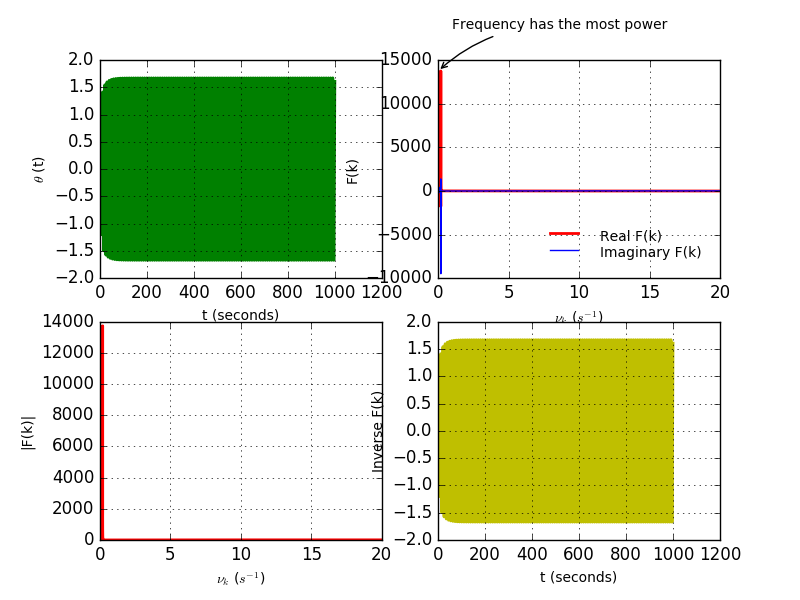 Frequency has the most power
2.0
1.5
1.0
0.5
0.0
−0.5
−1.0
−1.5
−2.0
θ (t)
0 200 400 600 800 1000 1200
t (seconds)
15000
10000
5000
0
−5000
−10000
F(k)
Real F(k)
Imaginary F(k)
0 5 10 15 20
νk (s−1)
14000
12000
10000
8000
6000
4000
2000
0
|F(k)|
0 5 10 15 20
νk (s−1)
2.0
1.5
1.0
0.5
0.0
−0.5
−1.0
−1.5
−2.0
Inverse F(k)
0 200 400 600 800 1000 1200
t (seconds)